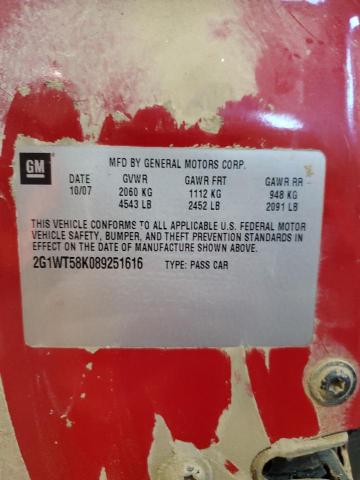 MFD BY GENERAL MOTORS CORP.
GM
DATE GVWR GAWR FRT GAWR RR
10/07 2060 KG 1112 KG 948 KG
4543 LB 2452 LB 2091 LB
THIS VEHICLE CONFORMS TO ALL APPLICABLE U.S. FEDERAL MOTOR
VEHICLE SAFETY, BUMPER, AND THEFT PREVENTION STANDARDS IN
EFFECT ON THE DATE OF MANUFACTURE SHOWN ABOVE.
2G1WT58K089251616 TYPE: PASS CAR